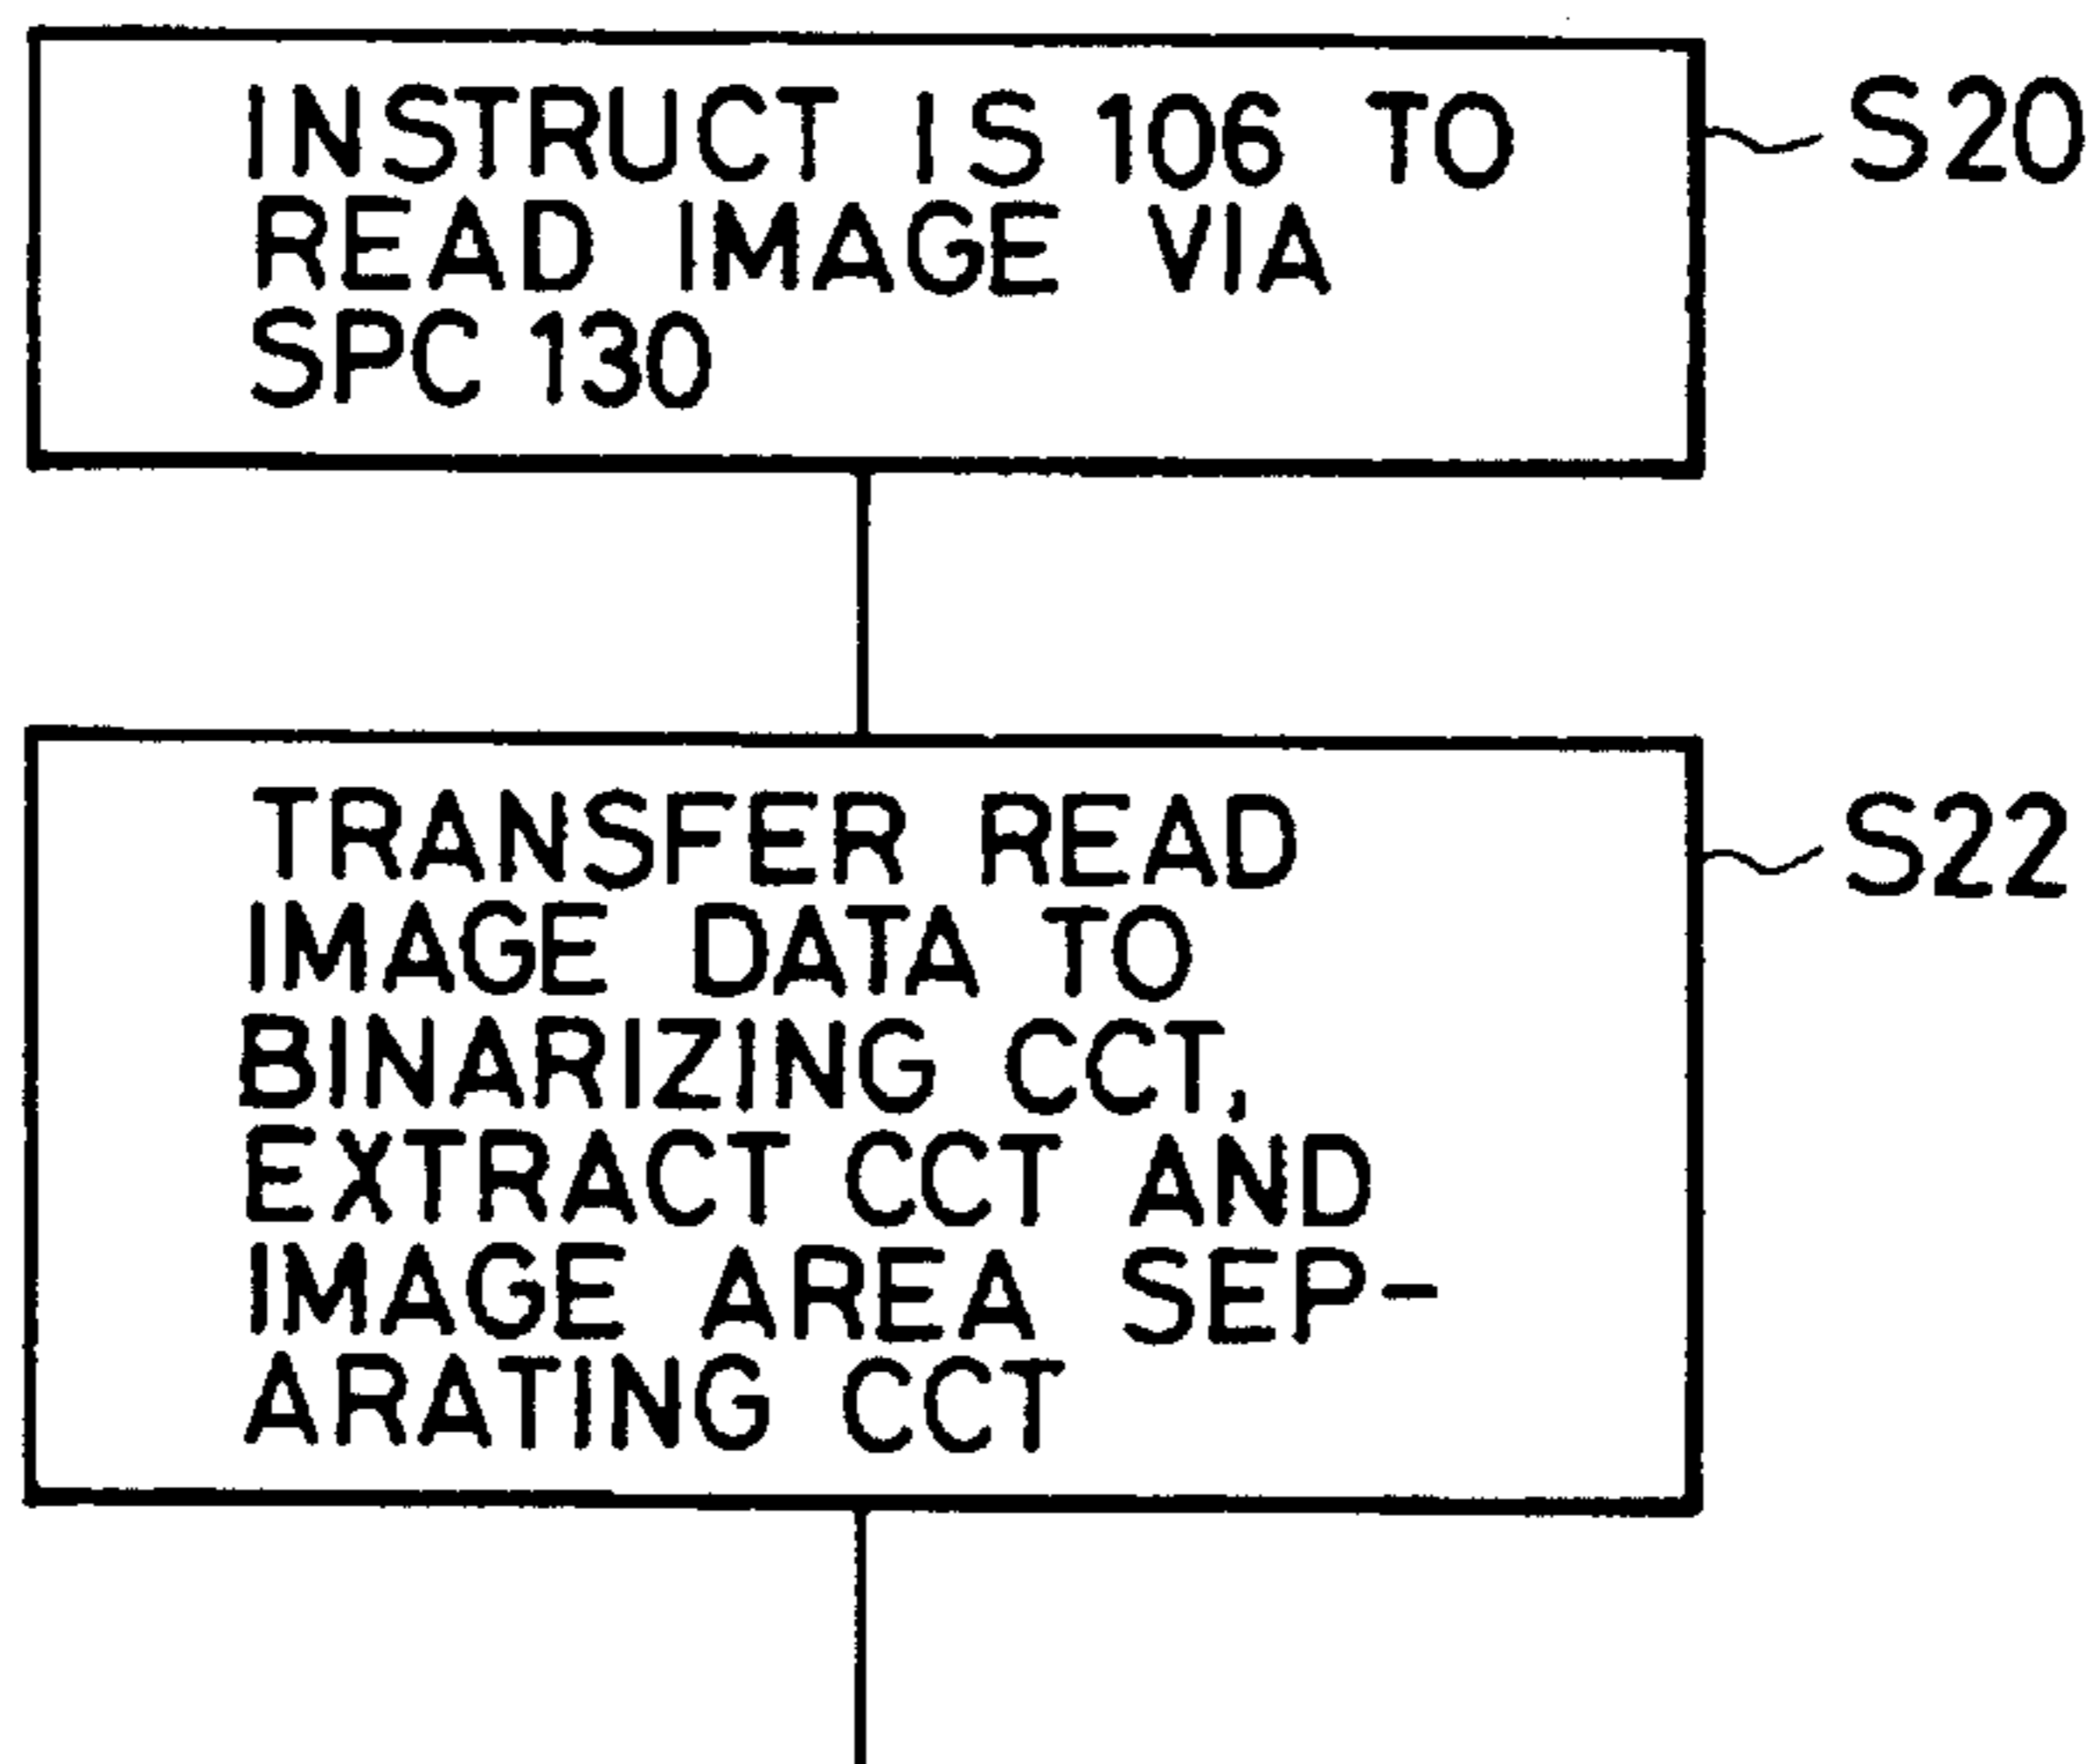 INSTRUCT IS 106 TO S20
READ IMAGE VIA
SPC 130
TRANSFER READ S22
IMAGE DATA TO
BINARIZING CCT,
EXTRACT CCT AND
IMAGE AREA SEP-
ARATING CCT